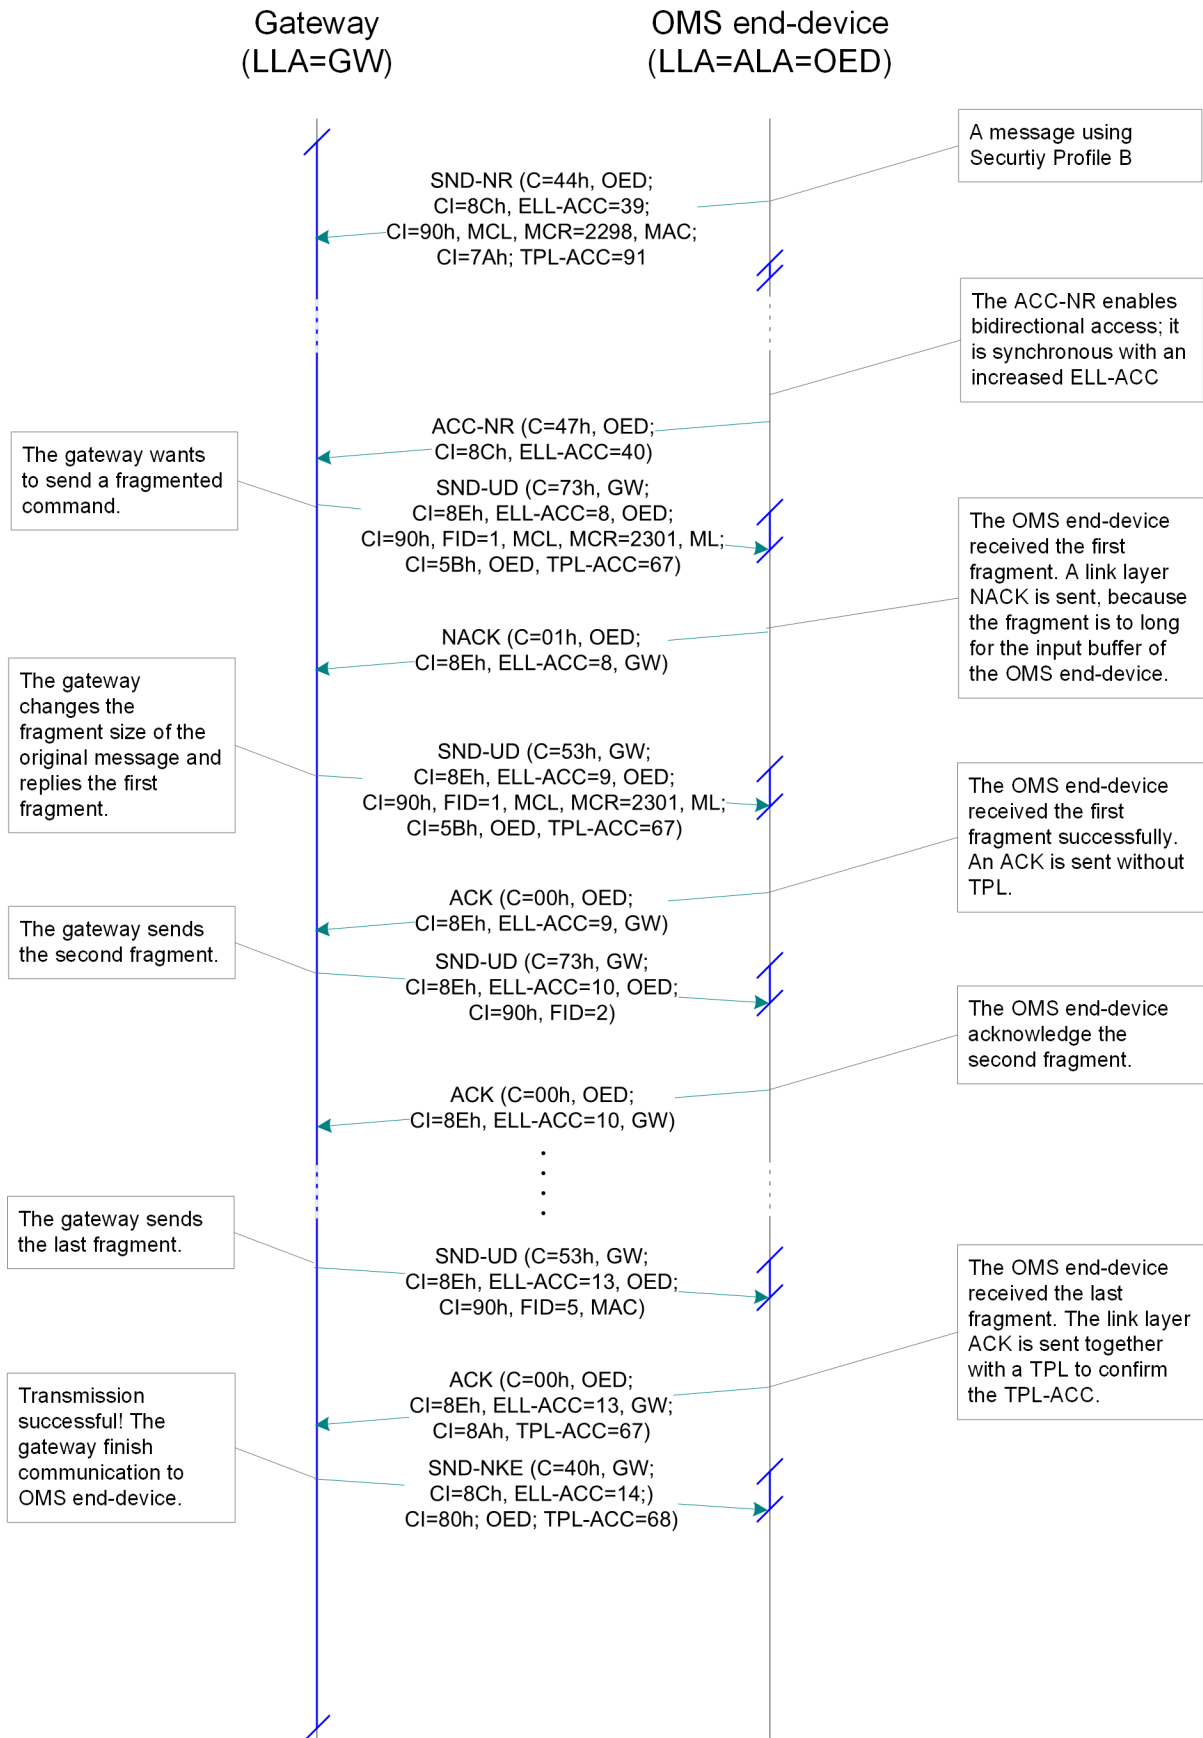 Gateway
(LLA=GW)
OMS end-device
(LLA=ALA=OED)
A message using
Securtiy Profile B
SND-NR (C=44h, OED;
CI=8Ch, ELL-ACC=39;
CI=90h, MCL, MCR=2298, MAC;
CI=7Ah; TPL-ACC=91
The ACC-NR enables
bidirectional access; it
is synchronous with an
increased ELL-ACC
ACC-NR (C=47h, OED;
CI=8Ch, ELL-ACC=40)
The gateway wants
to send a fragmented
command.
SND-UD (C=73h, GW;
CI=8Eh, ELL-ACC=8, OED;
CI=90h, FID=1, MCL, MCR=2301, ML;
CI=5Bh, OED, TPL-ACC=67)
The OMS end-device
received the first
fragment. A link layer
NACK is sent, because
the fragment is to long
for the input buffer of
the OMS end-device.
NACK (C=01h, OED;
CI=8Eh, ELL-ACC=8, GW)
The gateway
changes the
fragment size of the
original message and
replies the first
fragment.
SND-UD (C=53h, GW;
CI=8Eh, ELL-ACC=9, OED;
CI=90h, FID=1, MCL, MCR=2301, ML;
CI=5Bh, OED, TPL-ACC=67)
The OMS end-device
received the first
fragment successfully.
An ACK is sent without
TPL.
ACK (C=00h, OED;
CI=8Eh, ELL-ACC=9, GW)
The gateway sends
the second fragment.
SND-UD (C=73h, GW;
CI=8Eh, ELL-ACC=10, OED;
CI=90h, FID=2)
The OMS end-device
acknowledge the
second fragment.
ACK (C=00h, OED;
CI=8Eh, ELL-ACC=10, GW)
The gateway sends
the last fragment.
SND-UD (C=53h, GW;
CI=8Eh, ELL-ACC=13, OED;
CI=90h, FID=5, MAC)
The OMS end-device
received the last
fragment. The link layer
ACK is sent together
with a TPL to confirm
the TPL-ACC.
ACK (C=00h, OED;
CI=8Eh, ELL-ACC=13, GW;
CI=8Ah, TPL-ACC=67)
Transmission
successful! The
gateway finish
communication to
OMS end-device.
SND-NKE (C=40h, GW;
CI=8Ch, ELL-ACC=14;)
CI=80h; OED; TPL-ACC=68)